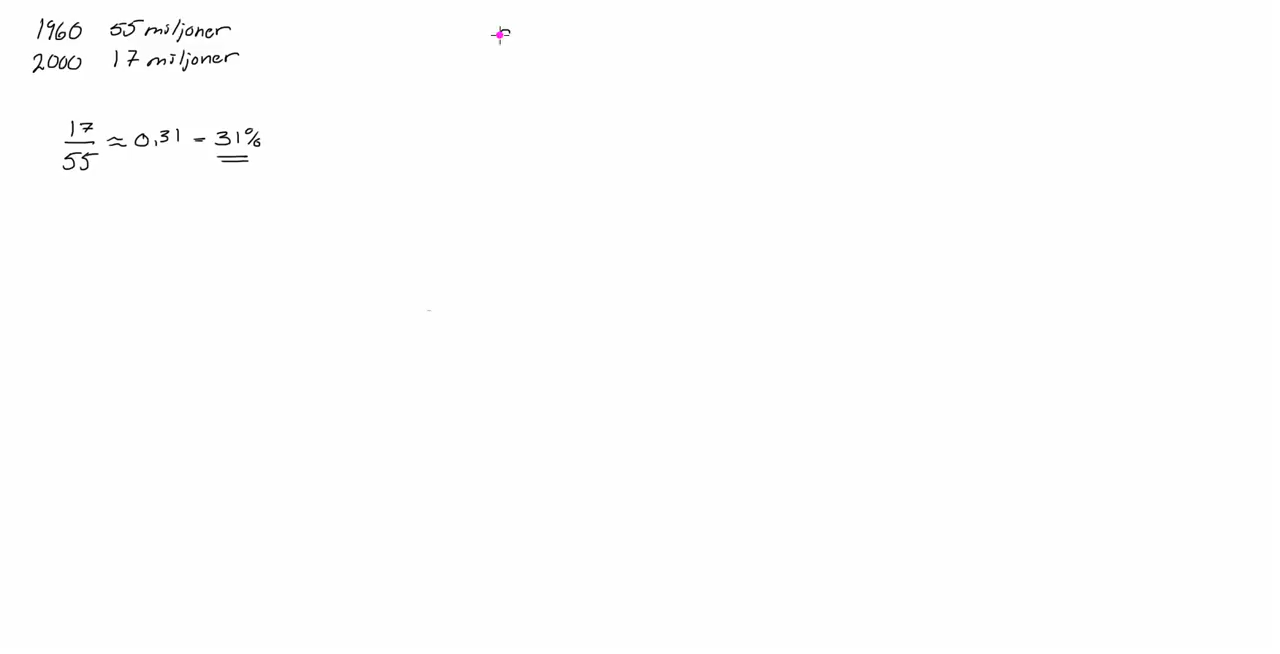 1960 55 miljoner
2000 17 miljoner
17/55 ≈ 0,31 = 31%